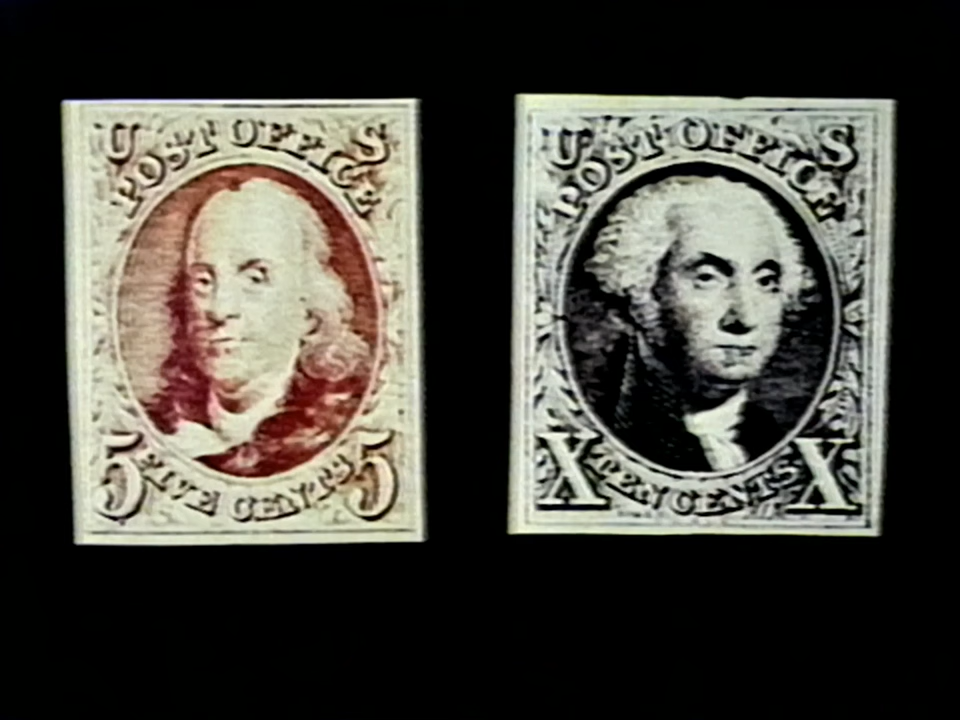 U S
POST OFFICE
5 FIVE CENTS 5
U S
POST OFFICE
X TEN CENTS X